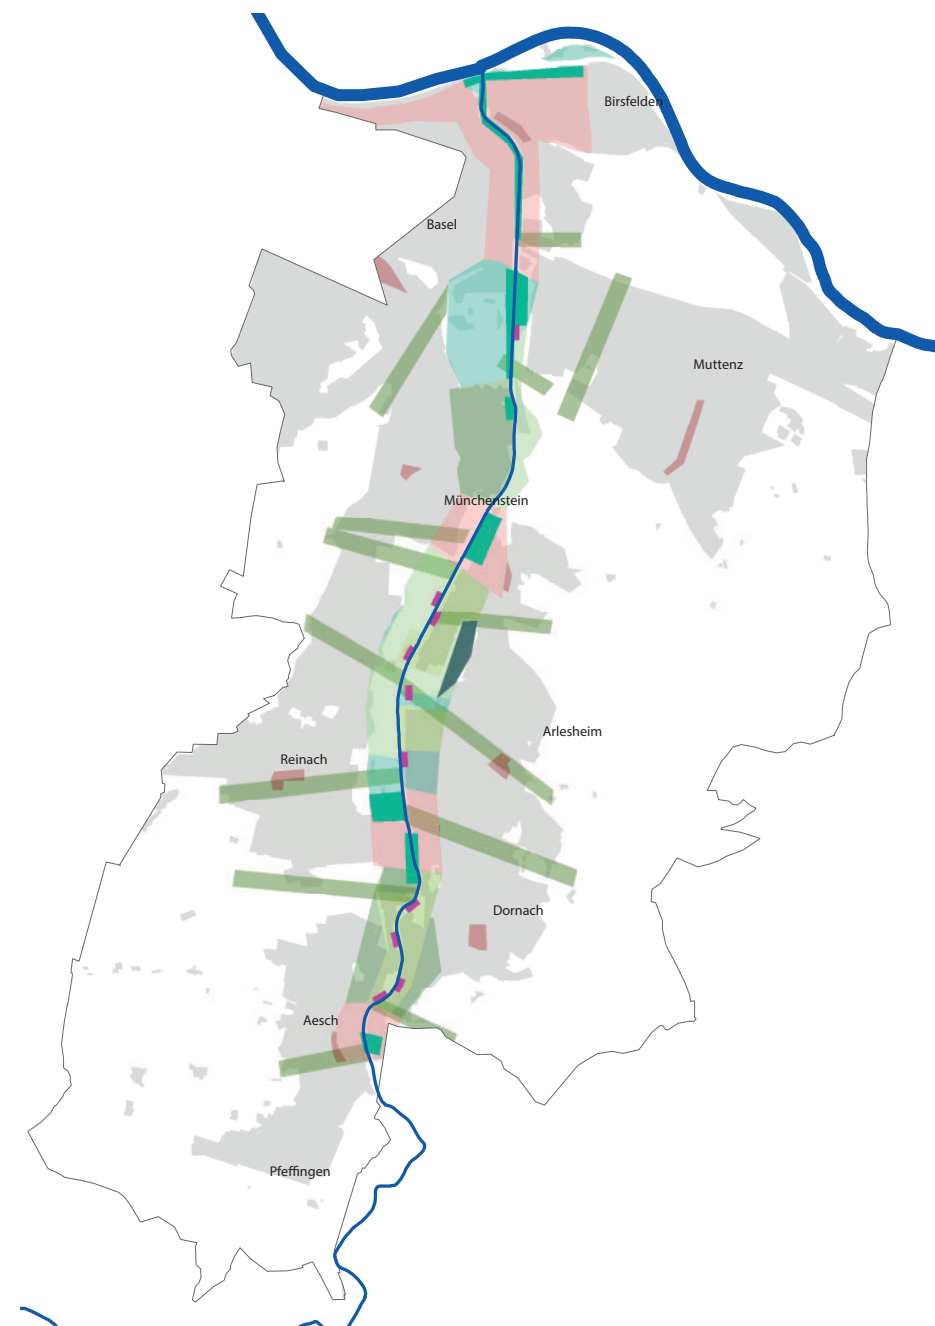 Birsfelden
Basel
Muttenz
Münchenstein
Arlesheim
Reinach
Dornach
Aesch
Pfeffingen